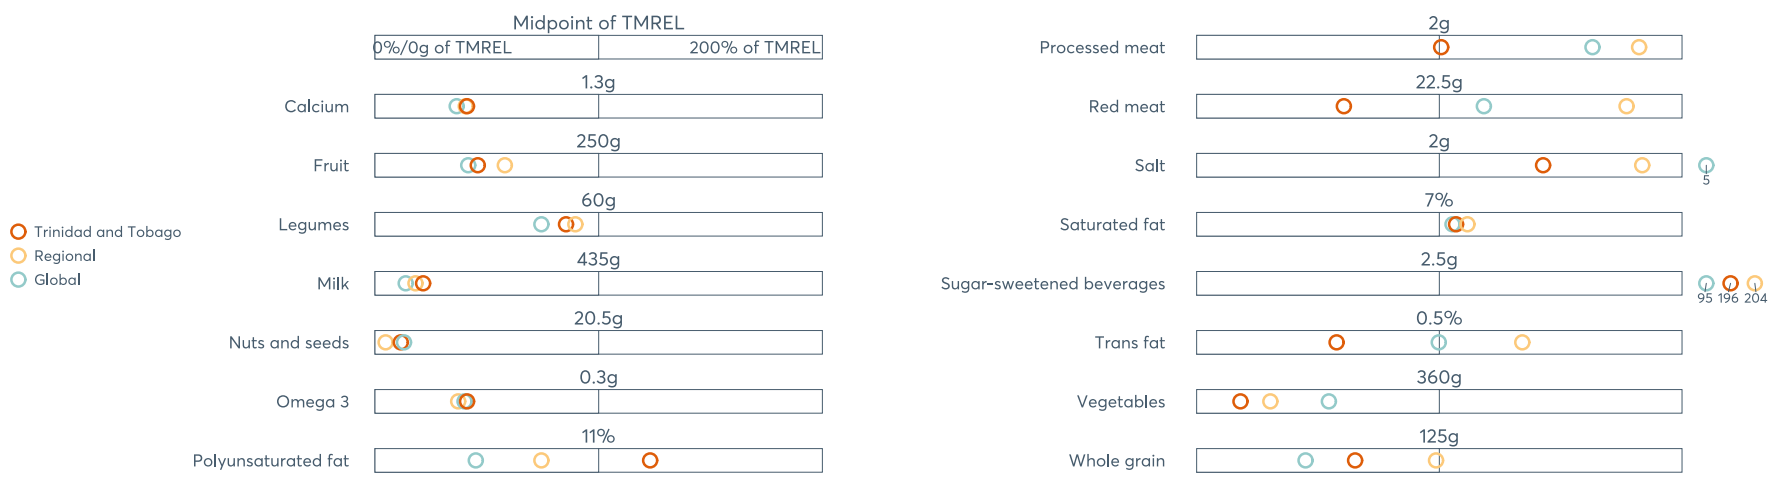 Midpoint of TMREL
0%/0g of TMREL
200% of TMREL
1.3g
Calcium
250g
Fruit
60g
Legumes
435g
Milk
20.5g
Nuts and seeds
0.3g
Omega 3
11%
Polyunsaturated fat
Trinidad and Tobago
Regional
Global
2g
Processed meat
22.5g
Red meat
2g
Salt
5
7%
Saturated fat
2.5g
Sugar-sweetened beverages
95 196 204
0.5%
Trans fat
360g
Vegetables
125g
Whole grain